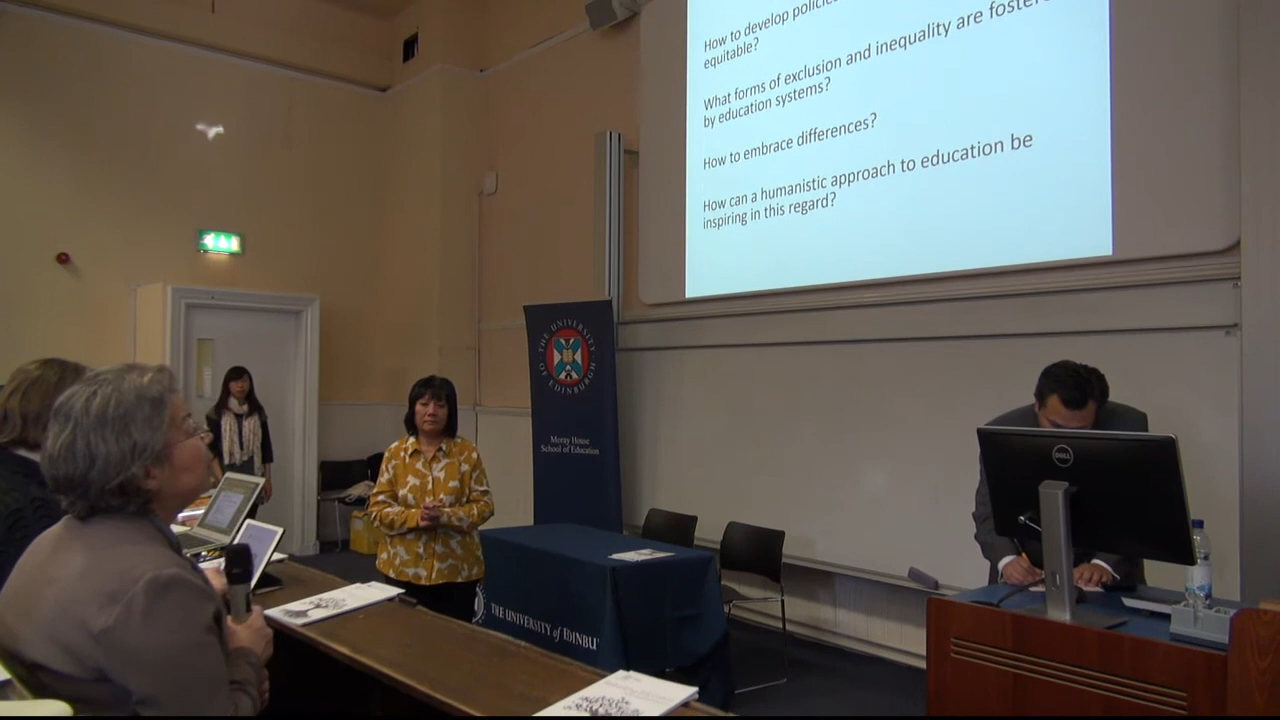 How to develop policies
equitable?
What forms of exclusion and inequality are
by education systems?
How to embrace differences?
How can a humanistic approach to education be
inspiring in this regard?
THE UNIVERSITY
OF EDINBURGH
Moray House
School of Education
DELL
THE UNIVERSITY of EDINBU